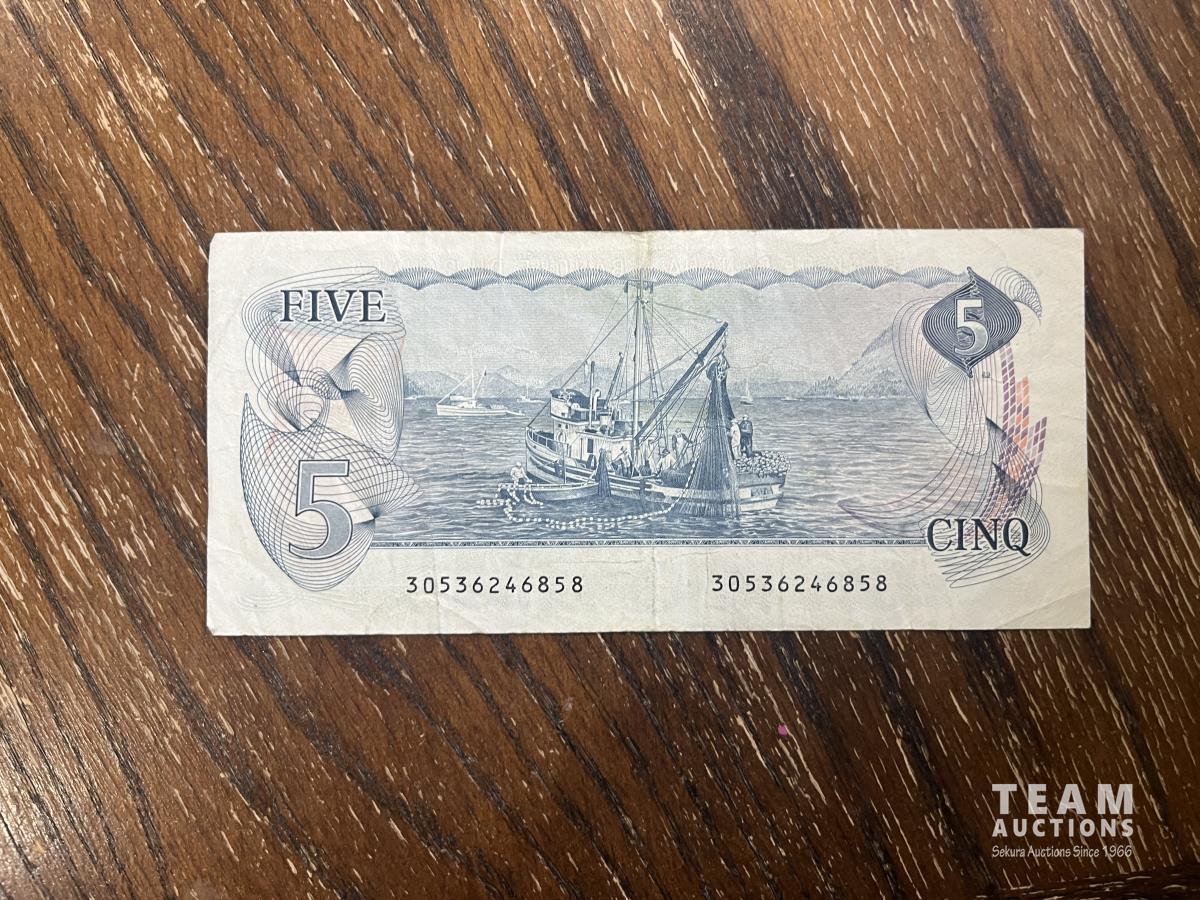 FIVE
5
5
CINQ
30536246858 30536246858
TEAM
AUCTIONS
Sekura Auctions Since 1966